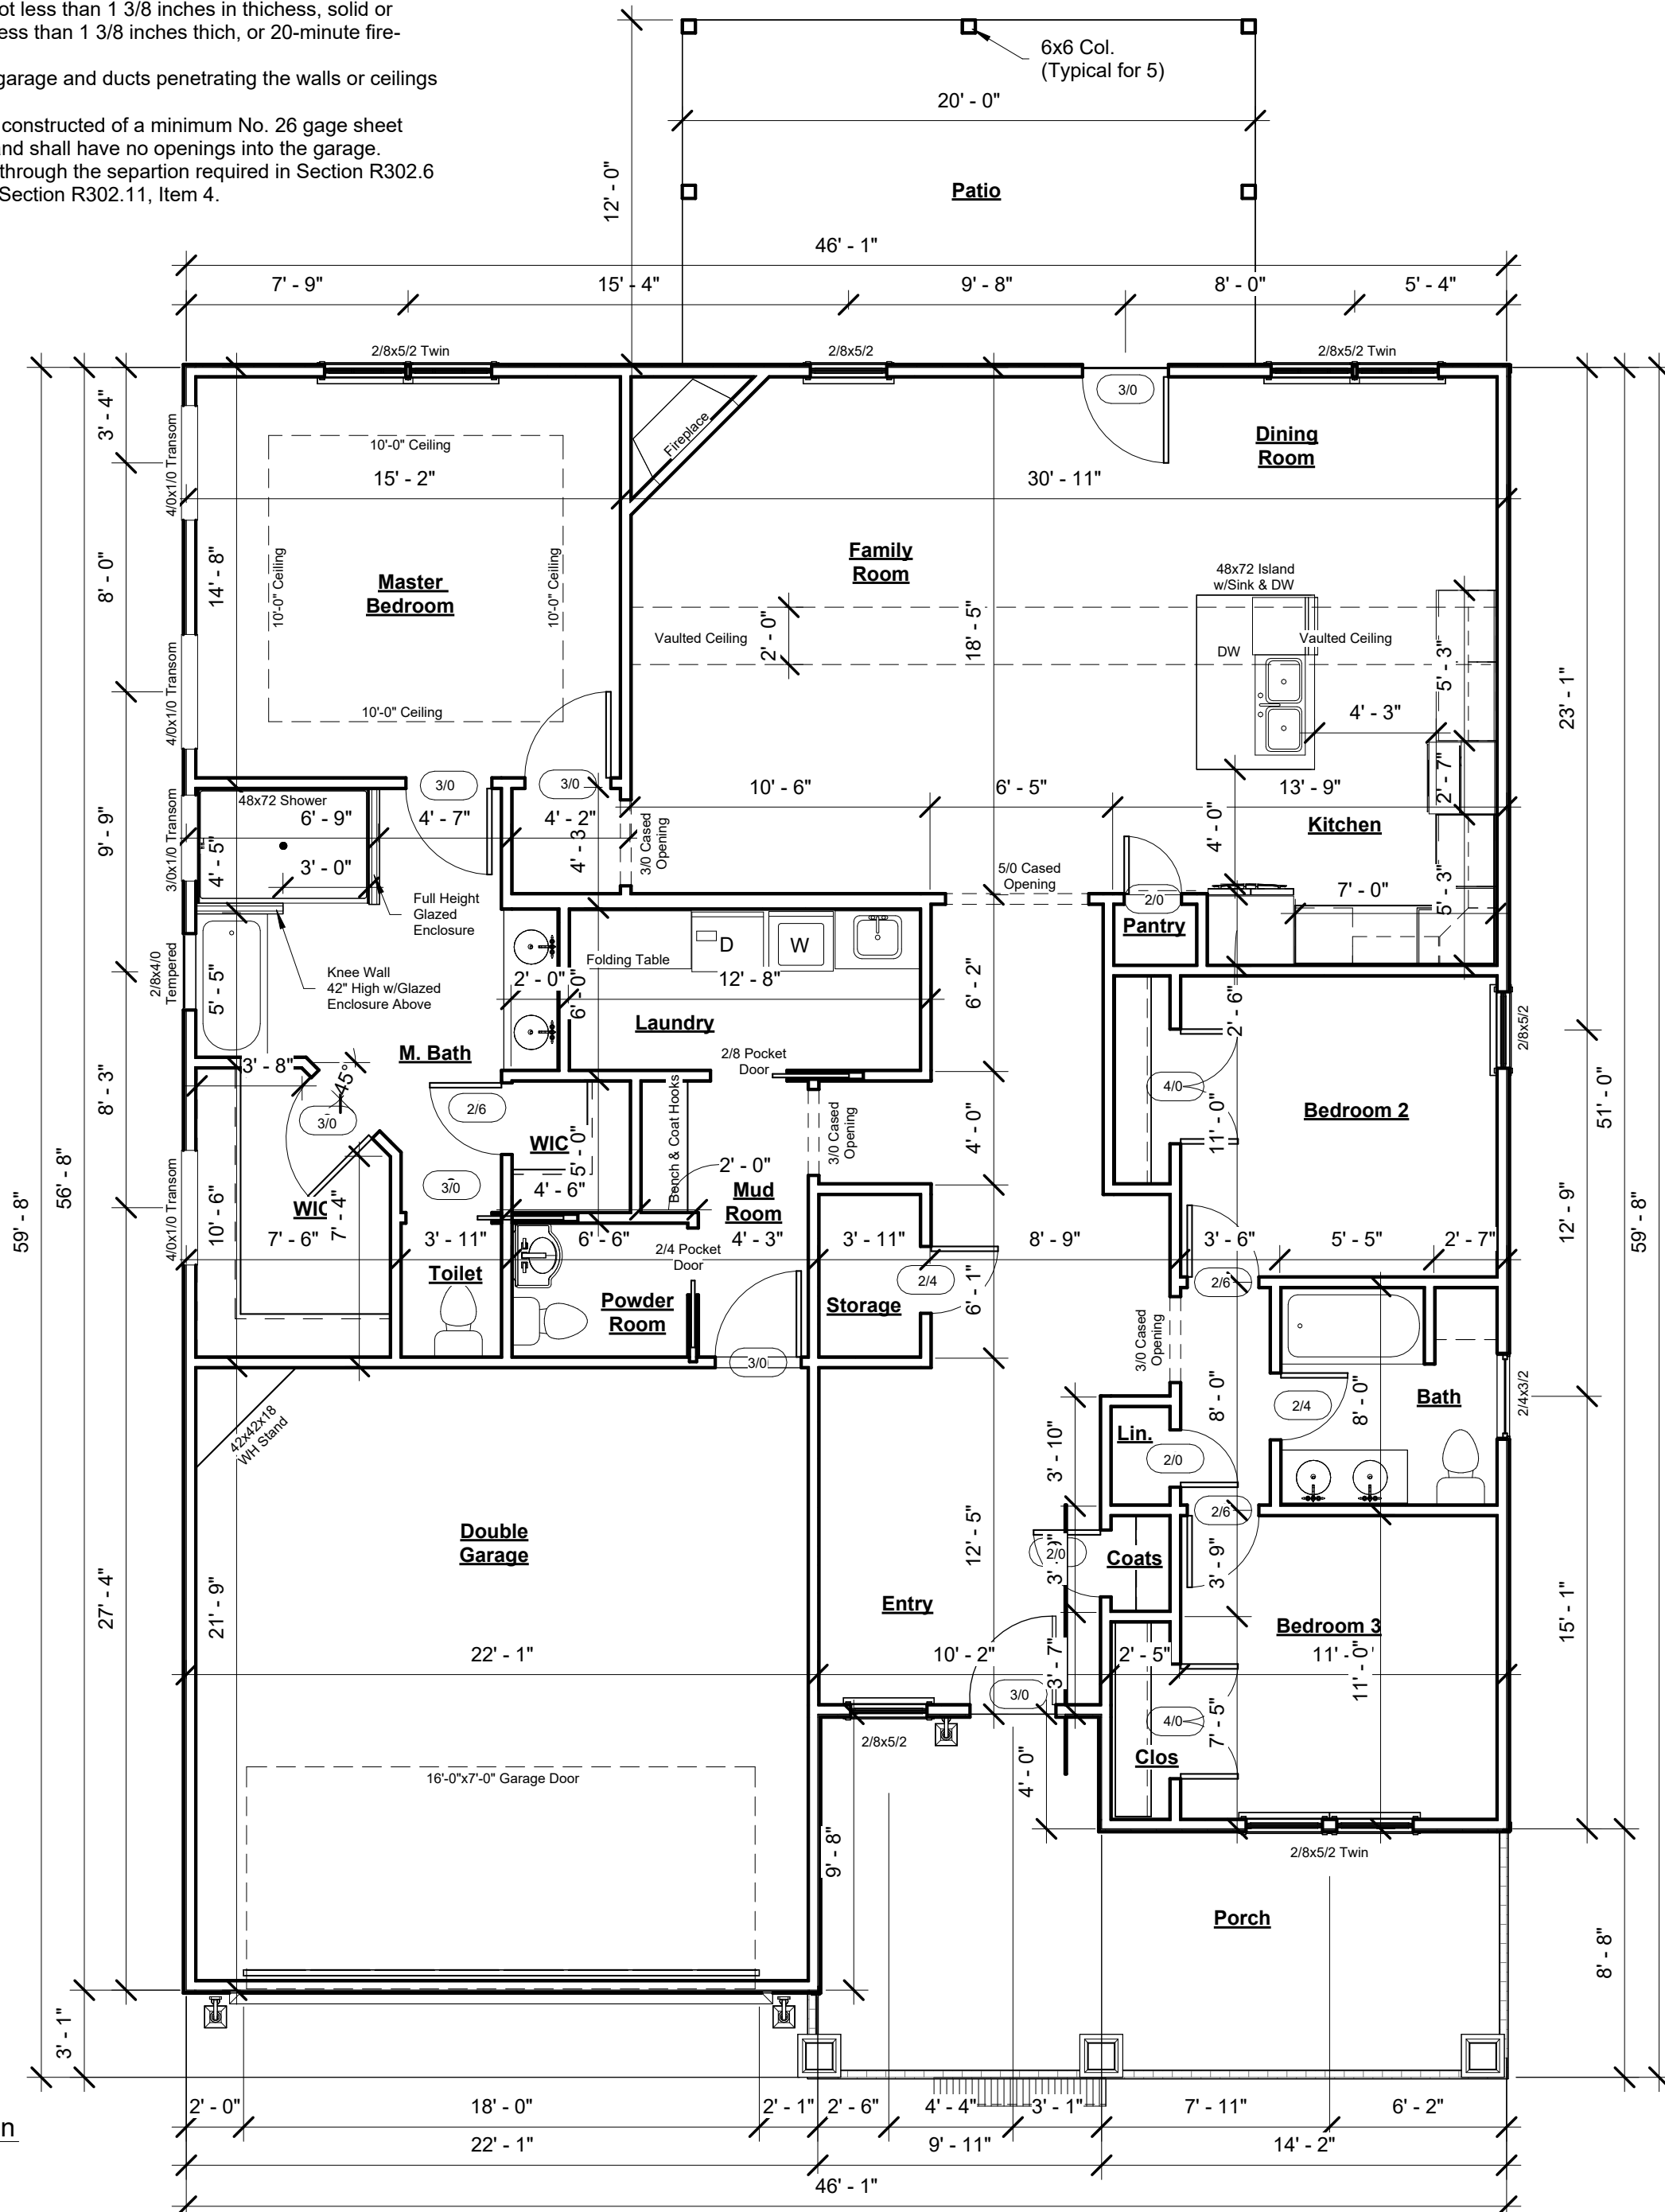 ot less than 1 3/8 inches in thichess, solid or
ess than 1 3/8 inches thich, or 20-minute fire-
garage and ducts penetrating the walls or ceilings
constructed of a minimum No. 26 gage sheet
and shall have no openings into the garage.
through the separtion required in Section R302.6
Section R302.11, Item 4.
6x6 Col.
(Typical for 5)
20' - 0"
12' - 0"
Patio
46' - 1"
7' - 9"
15' - 4"
9' - 8"
8' - 0"
5' - 4"
2/8x5/2 Twin
2/8x5/2
2/8x5/2 Twin
3/0
3' - 4"
4/0x1/0 Transom
10'-0" Ceiling
15' - 2"
Fireplace
30' - 11"
Dining
Room
8' - 0"
14' - 8"
10'-0" Ceiling
10'-0" Ceiling
Master
Bedroom
Family
Room
48x72 Island
w/Sink & DW
Vaulted Ceiling
2' - 0"
18' - 5"
DW
Vaulted Ceiling
5' - 3"
4/0x1/0 Transom
10'-0" Ceiling
4' - 3"
23' - 1"
3/0
3/0
10' - 6"
6' - 5"
13' - 9"
2' - 7"
48x72 Shower
6' - 9"
4' - 7"
4' - 2"
Kitchen
9' - 9"
3/0x1/0 Transom
4' - 5"
3' - 0"
4' - 3
3/0 Cased
Opening
4' - 0"
5/0 Cased
Opening
7' - 0"
5' - 3"
Full Height
Glazed
Enclosure
2/0
Pantry
D
W
Folding Table
2/8x4/0
Tempered
5' - 5"
Knee Wall
42" High w/Glazed
Enclosure Above
2' - 0"
6' - 0"
12' - 8"
6' - 2"
2' - 6"
2/8x5/2
Laundry
M. Bath
2/8 Pocket
Door
3' - 8"
45°
3/0
2/6
4/0
11' - 0"
Bedroom 2
51' - 0"
8' - 3"
WIC
5' - 0"
Bench & Coat Hooks
3/0 Cased
Opening
4' - 0"
2' - 0"
Mud
Room
3/0
4' - 6"
59' - 8"
56' - 8"
4/0x1/0 Transom
10' - 6"
WIC
7' - 4"
7' - 6"
3' - 11"
6' - 6"
2/4 Pocket
Door
4' - 3"
3' - 11"
8' - 9"
3' - 6"
5' - 5"
2' - 7"
12' - 9"
59' - 8"
Toilet
Powder
Room
Storage
2/4
6' - 1"
2/6
3/0
3/0 Cased
Opening
42x42x18
WH Stand
8' - 0"
2/4
8' - 0"
Bath
2/4x3/2
3' - 10"
Lin.
2/0
2/6
Double
Garage
12' - 5"
2/0
Coats
3' - 9"
27' - 4"
21' - 9"
Entry
Bedroom 3
15' - 1"
22' - 1"
10' - 2"
3' - 7"
2' - 5"
11' - 0"
3/0
4/0
7' - 5"
2/8x5/2
4' - 0"
Clos
16'-0"x7'-0" Garage Door
9' - 8"
2/8x5/2 Twin
Porch
8' - 8"
3' - 1"
2' - 0"
18' - 0"
2' - 1"
2' - 6"
4' - 4"
3' - 1"
7' - 11"
6' - 2"
n
22' - 1"
9' - 11"
14' - 2"
46' - 1"